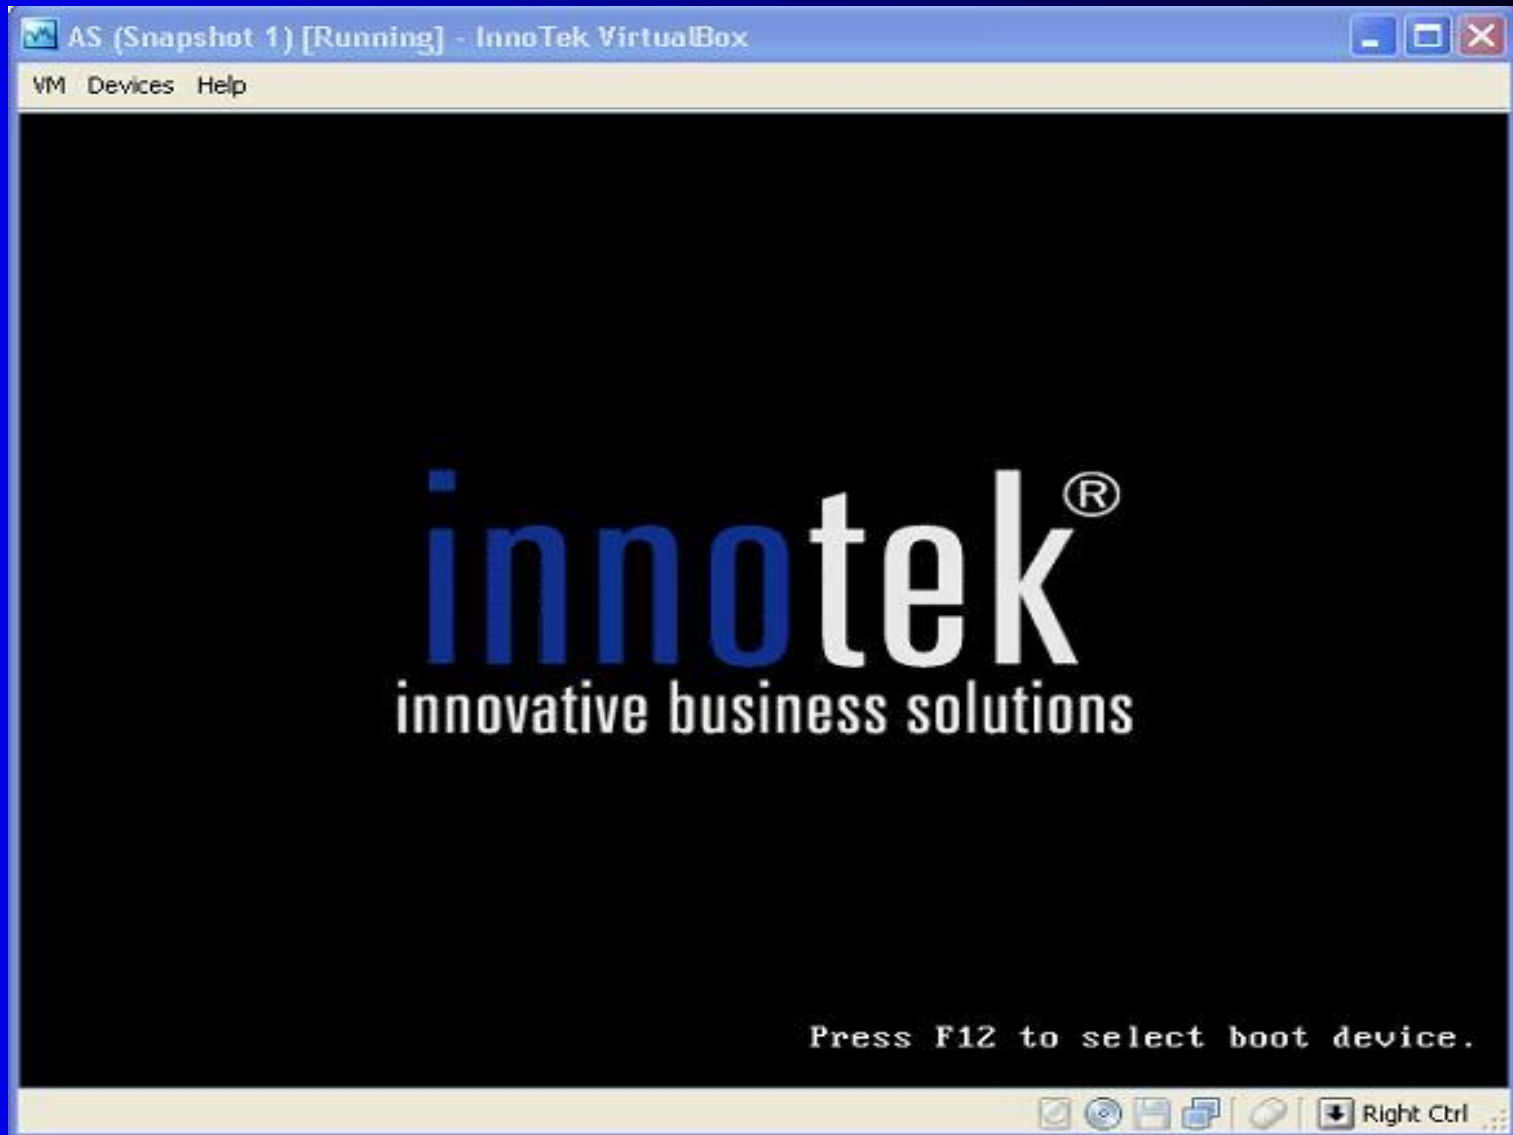 AS (Snapshot 1) [Running] - InnoTek VirtualBox
VM Devices Help
innotek®
innovative business solutions
Press F12 to select boot device.
Right Ctrl